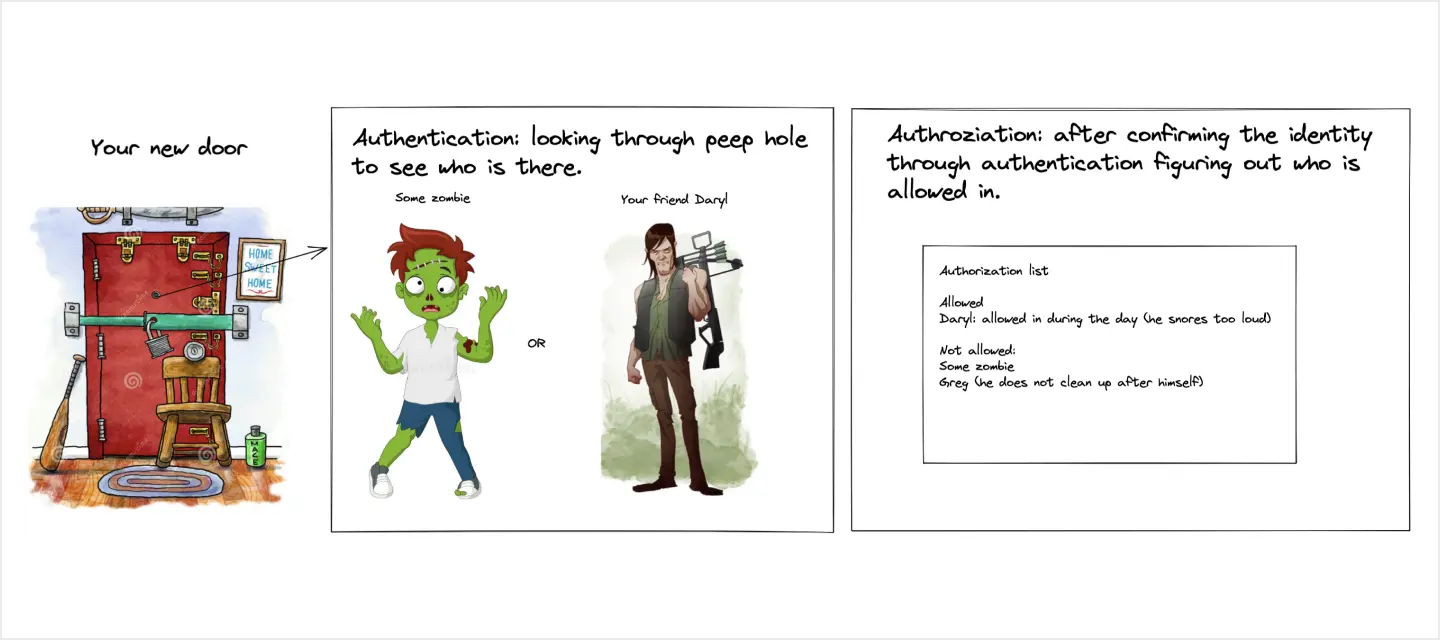 Your new door
HOME
SWEET
HOME
MACE
Authentication: looking through peep hole
to see who is there.
Some zombie
Your friend Daryl
OR
Authroziation: after confirming the identity
through authentication figuring out who is
allowed in.
Authorization list
Allowed
Daryl: allowed in during the day (he snores too loud)
Not allowed:
Some zombie
Greg (he does not clean up after himself)